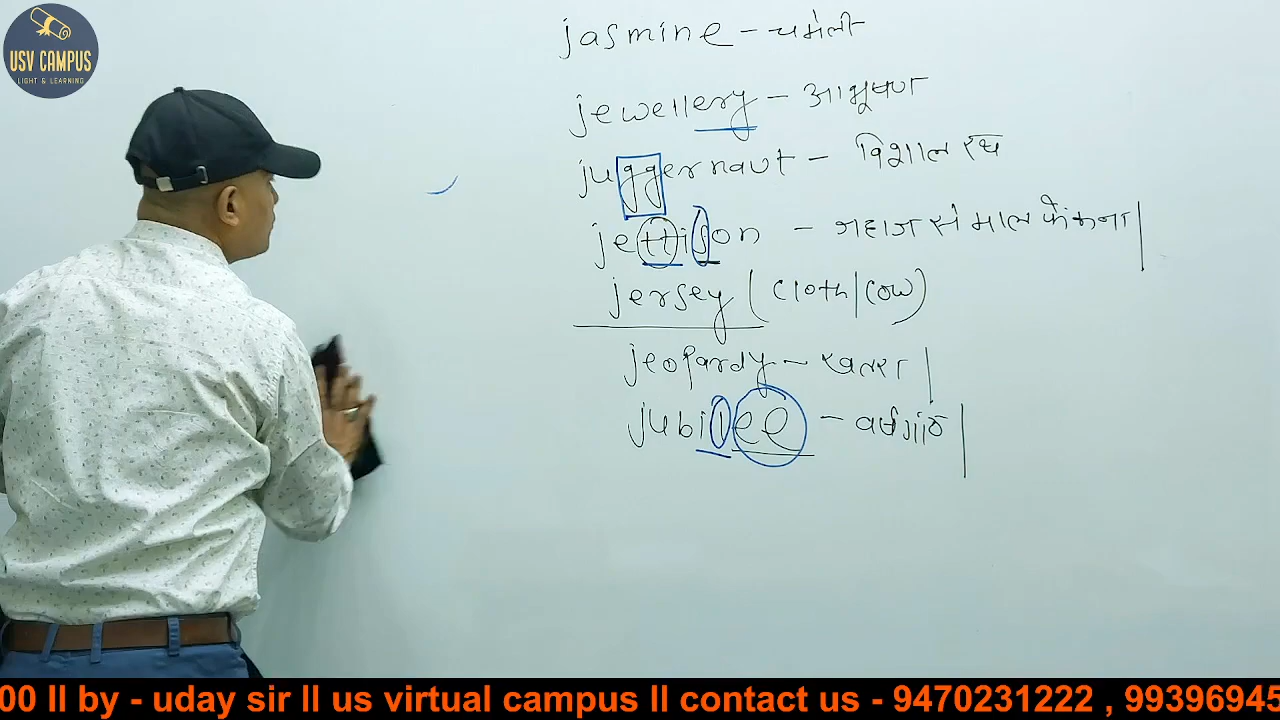 USV CAMPUS
LIGHT & LEARNING
jasmine - चमेली
jewellery - आभूषण
juggernaut - विशाल रथ
jettison - जहाज से माल फेंकना |
jersey (cloth|cow)
jeopardy - खतरा |
jubilee - वर्षगांठ |
00 ll by - uday sir ll us virtual campus ll contact us - 9470231222 , 99396945